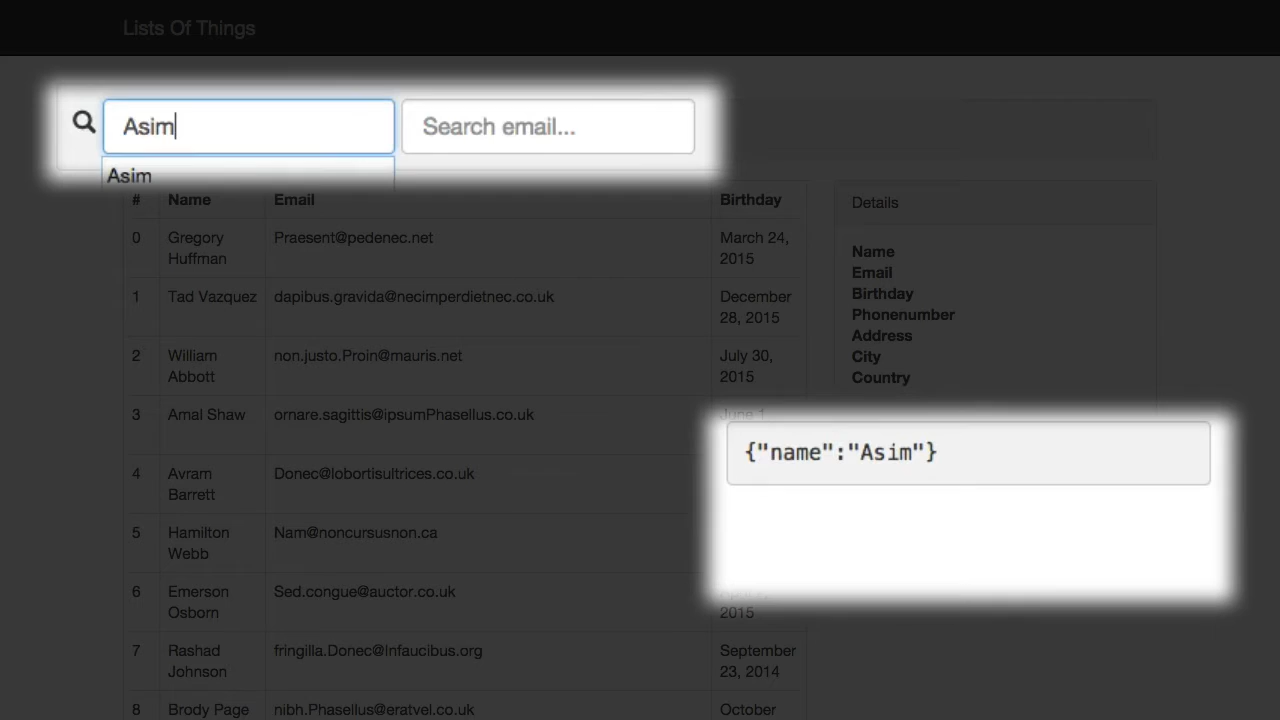 Lists Of Things
Asim
Search email...
Asim
# Name Email Birthday
0 Gregory Huffman Praesent@pedenec.net March 24, 2015
1 Tad Vazquez dapibus.gravida@necimperdietnec.co.uk December 28, 2015
2 William Abbott non.justo.Proin@mauris.net July 30, 2015
3 Amal Shaw ornare.sagittis@ipsumPhasellus.co.uk June 1
4 Avram Barrett Donec@lobortisultrices.co.uk
5 Hamilton Webb Nam@noncursusnon.ca
6 Emerson Osborn Sed.congue@auctor.co.uk 2015
7 Rashad Johnson fringilla.Donec@Infaucibus.org September 23, 2014
8 Brody Page nibh.Phasellus@eratvel.co.uk October
Details
Name
Email
Birthday
Phonenumber
Address
City
Country
{"name":"Asim"}